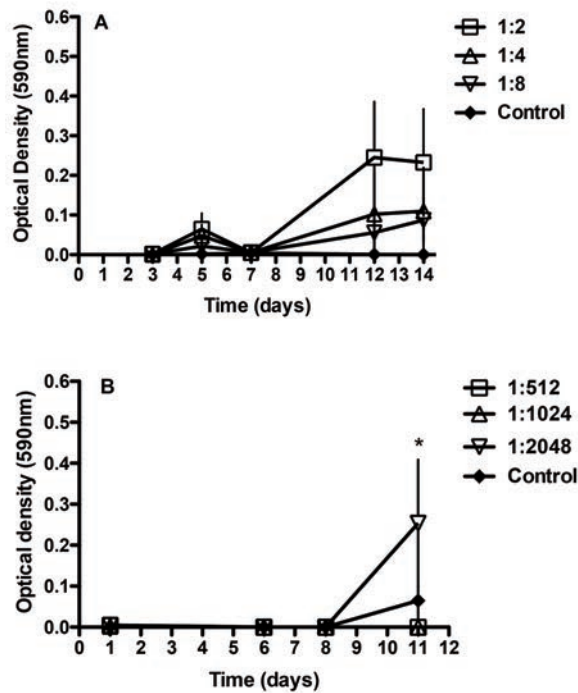 A
0.6
0.5
0.4
0.3
0.2
0.1
0.0
Optical Density (590nm)
0 1 2 3 4 5 6 7 8 9 10 11 12 13 14
Time (days)
1:2
1:4
1:8
Control
B
0.6
0.5
0.4
0.3
0.2
0.1
0.0
Optical density (590nm)
*
0 1 2 3 4 5 6 7 8 9 10 11 12
Time (days)
1:512
1:1024
1:2048
Control